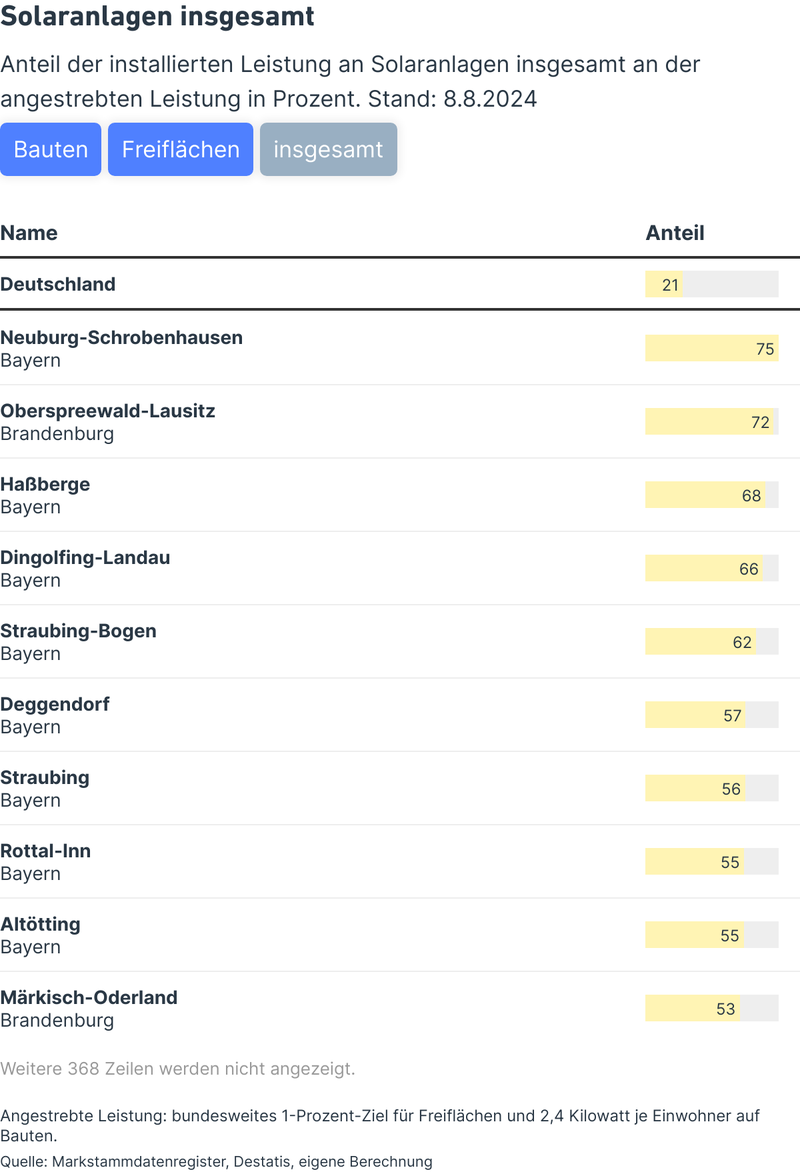 Solaranlagen insgesamt
Anteil der installierten Leistung an Solaranlagen insgesamt an der
angestrebten Leistung in Prozent. Stand: 8.8.2024
Bauten Freiflächen insgesamt
Name Anteil
Deutschland 21
Neuburg-Schrobenhausen
Bayern 75
Oberspreewald-Lausitz
Brandenburg 72
Haßberge
Bayern 68
Dingolfing-Landau
Bayern 66
Straubing-Bogen
Bayern 62
Deggendorf
Bayern 57
Straubing
Bayern 56
Rottal-Inn
Bayern 55
Altötting
Bayern 55
Märkisch-Oderland
Brandenburg 53
Weitere 368 Zeilen werden nicht angezeigt.
Angestrebte Leistung: bundesweites 1-Prozent-Ziel für Freiflächen und 2,4 Kilowatt je Einwohner auf
Bauten.
Quelle: Markstammdatenregister, Destatis, eigene Berechnung